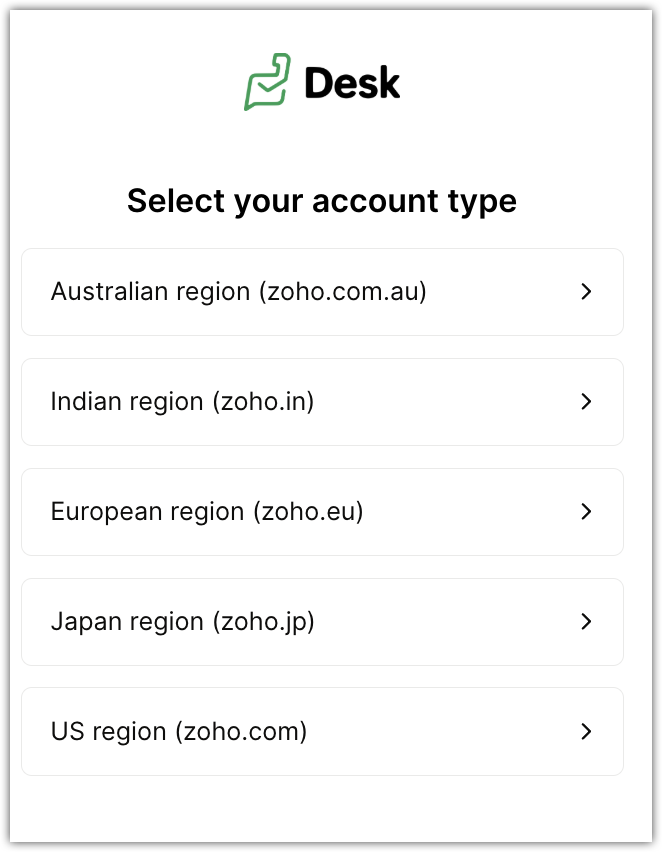 Desk
Select your account type
Australian region (zoho.com.au)
Indian region (zoho.in)
European region (zoho.eu)
Japan region (zoho.jp)
US region (zoho.com)